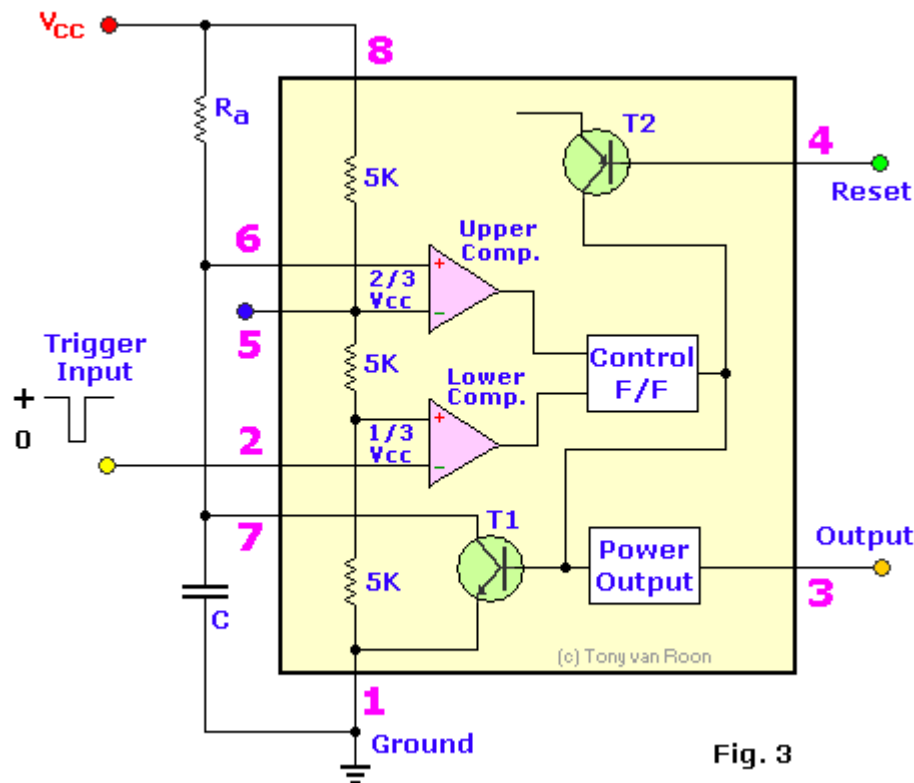 VCC
8
Ra
T2
4
5K
Reset
Upper
Comp.
6
+
2/3
Vcc
-
5
Trigger
Input
Control
F/F
5K
Lower
Comp.
+
0
+
1/3
Vcc
2
-
T1
7
Output
Power
Output
5K
3
C
(c) Tony van Roon
1
Ground
Fig. 3